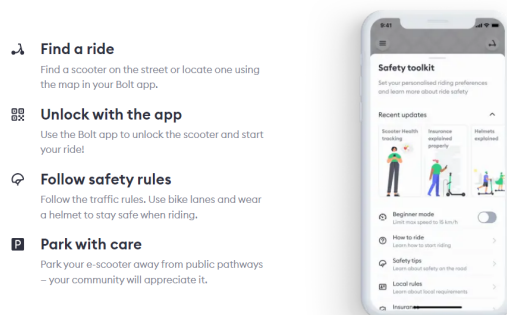 Find a ride
Find a scooter on the street or locate one using
the map in your Bolt app.
Unlock with the app
Use the Bolt app to unlock the scooter and start
your ride!
Follow safety rules
Follow the traffic rules. Use bike lanes and wear
a helmet to stay safe when riding.
P
Park with care
Park your e-scooter away from public pathways
– your community will appreciate it.
9:41
Safety toolkit
Set your personalised riding preferences
and learn more about ride safety
Recent updates
Scooter Health
tracking
Insurance
explained
properly
Helmets
explained
Beginner mode
Limit max speed to 15 km/h
How to ride
Learn how to start riding
Safety tips
Learn about safety on the road
Local rules
Learn about local requirements